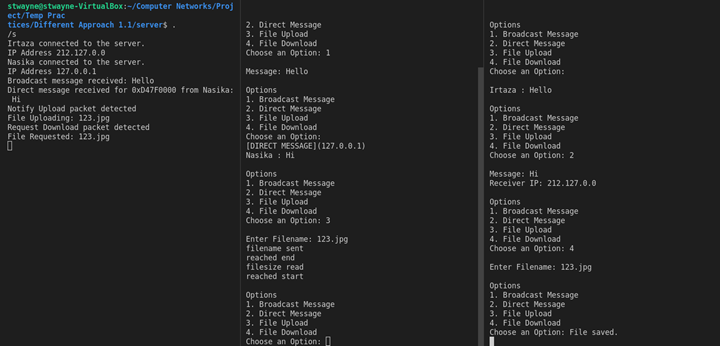 stwayne@stwayne-VirtualBox:~/Computer Networks/Proj
ect/Temp Prac
tices/Different Approach 1.1/server$ .
/s
Irtaza connected to the server.
IP Address 212.127.0.0
Nasika connected to the server.
IP Address 127.0.0.1
Broadcast message received: Hello
Direct message received for 0xD47F0000 from Nasika:
 Hi
Notify Upload packet detected
File Uploading: 123.jpg
Request Download packet detected
File Requested: 123.jpg
2. Direct Message
3. File Upload
4. File Download
Choose an Option: 1
Message: Hello
Options
1. Broadcast Message
2. Direct Message
3. File Upload
4. File Download
Choose an Option:
[DIRECT MESSAGE](127.0.0.1)
Nasika : Hi
Options
1. Broadcast Message
2. Direct Message
3. File Upload
4. File Download
Choose an Option: 3
Enter Filename: 123.jpg
filename sent
reached end
filesize read
reached start
Options
1. Broadcast Message
2. Direct Message
3. File Upload
4. File Download
Choose an Option:
Options
1. Broadcast Message
2. Direct Message
3. File Upload
4. File Download
Choose an Option:
Irtaza : Hello
Options
1. Broadcast Message
2. Direct Message
3. File Upload
4. File Download
Choose an Option: 2
Message: Hi
Receiver IP: 212.127.0.0
Options
1. Broadcast Message
2. Direct Message
3. File Upload
4. File Download
Choose an Option: 4
Enter Filename: 123.jpg
Options
1. Broadcast Message
2. Direct Message
3. File Upload
4. File Download
Choose an Option: File saved.